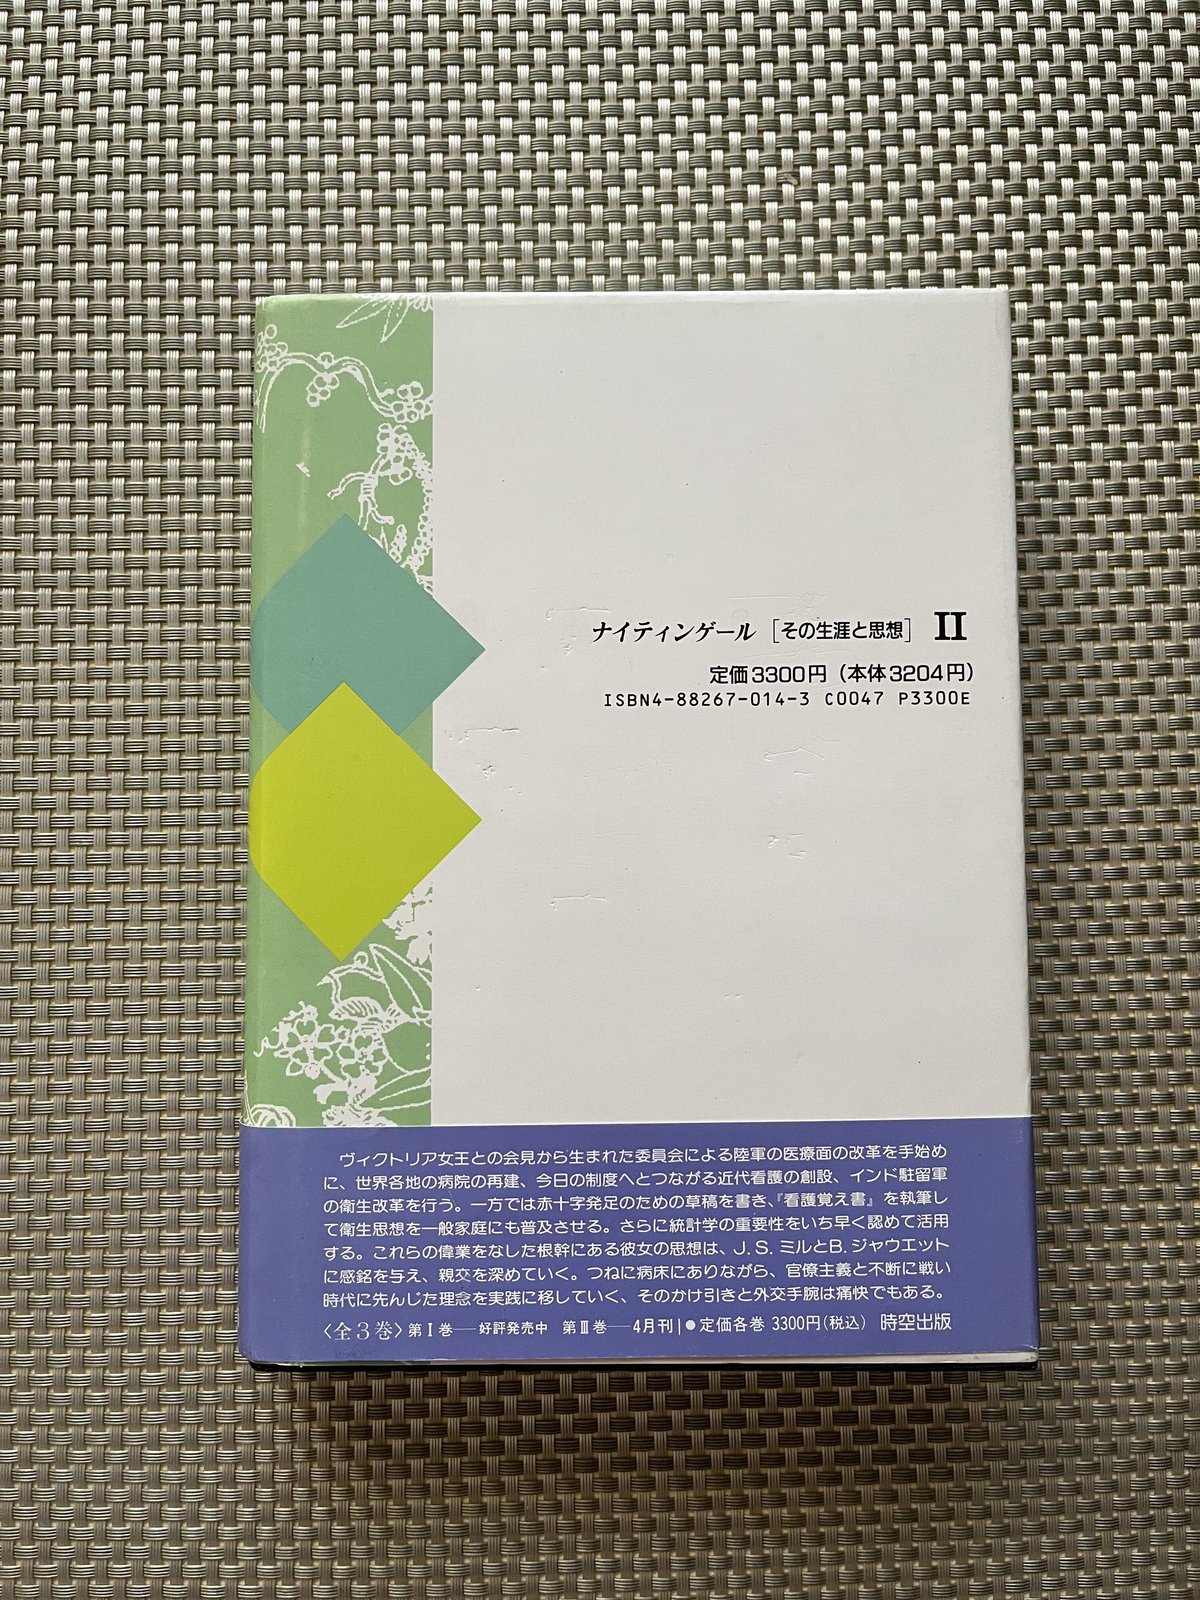 ナイティンゲール [その生涯と思想] II
定価3300円(本体3204円)
ISBN4-88267-014-3 C0047 P3300E
ヴィクトリア女王との会見から生まれた委員会による陸軍の医療面の改革を手始め
に、世界各地の病院の再建、今日の制度へとつながる近代看護の創設、インド駐留軍
の衛生改革を行う。一方では赤十字発足のための草稿を書き、『看護覚え書』を執筆し
て衛生思想を一般家庭にも普及させる。さらに統計学の重要性をいち早く認めて活用
する。これらの偉業をなした根幹にある彼女の思想は、J.S.ミルとB.ジャウエット
に感銘を与え、親交を深めていく。つねに病床にありながら、官僚主義と不断に戦い
時代に先んじた理念を実践に移していく、そのかけ引きと外交手腕は痛快でもある。
〈全3巻〉第Ⅰ巻——好評発売中 第Ⅲ巻——4月刊|●定価各巻 3300円(税込) 時空出版